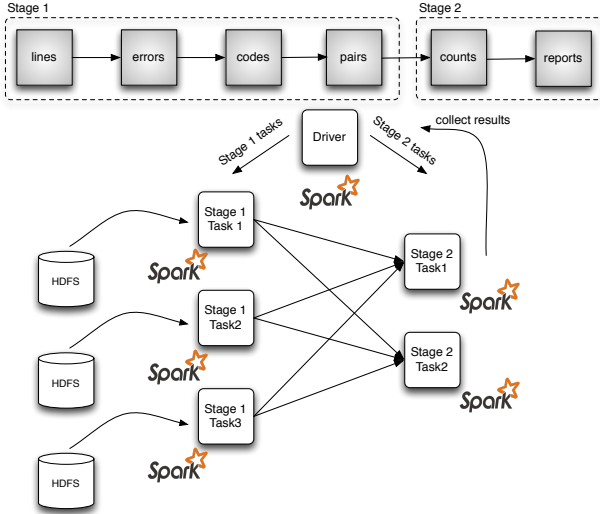 Stage 1
Stage 2
lines
errors
codes
pairs
counts
reports
Driver
Stage 1 tasks
Stage 2 tasks
collect results
Spark
Stage 1
Task 1
Spark
HDFS
Stage 2
Task1
Spark
Stage 1
Task2
Spark
HDFS
Stage 2
Task2
Spark
Stage 1
Task3
Spark
HDFS